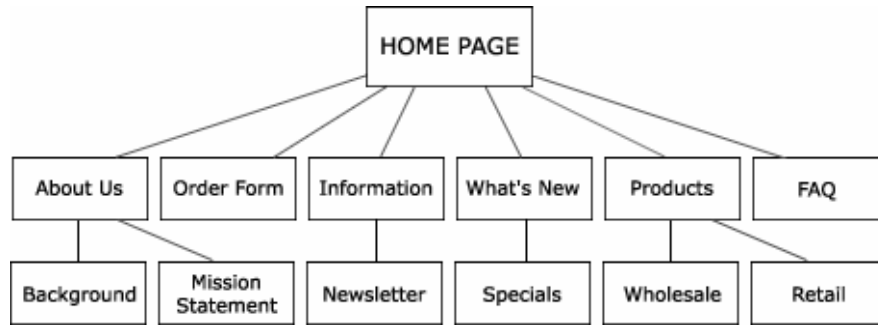 HOME PAGE
About Us
Order Form
Information
What's New
Products
FAQ
Background
Mission
Statement
Newsletter
Specials
Wholesale
Retail